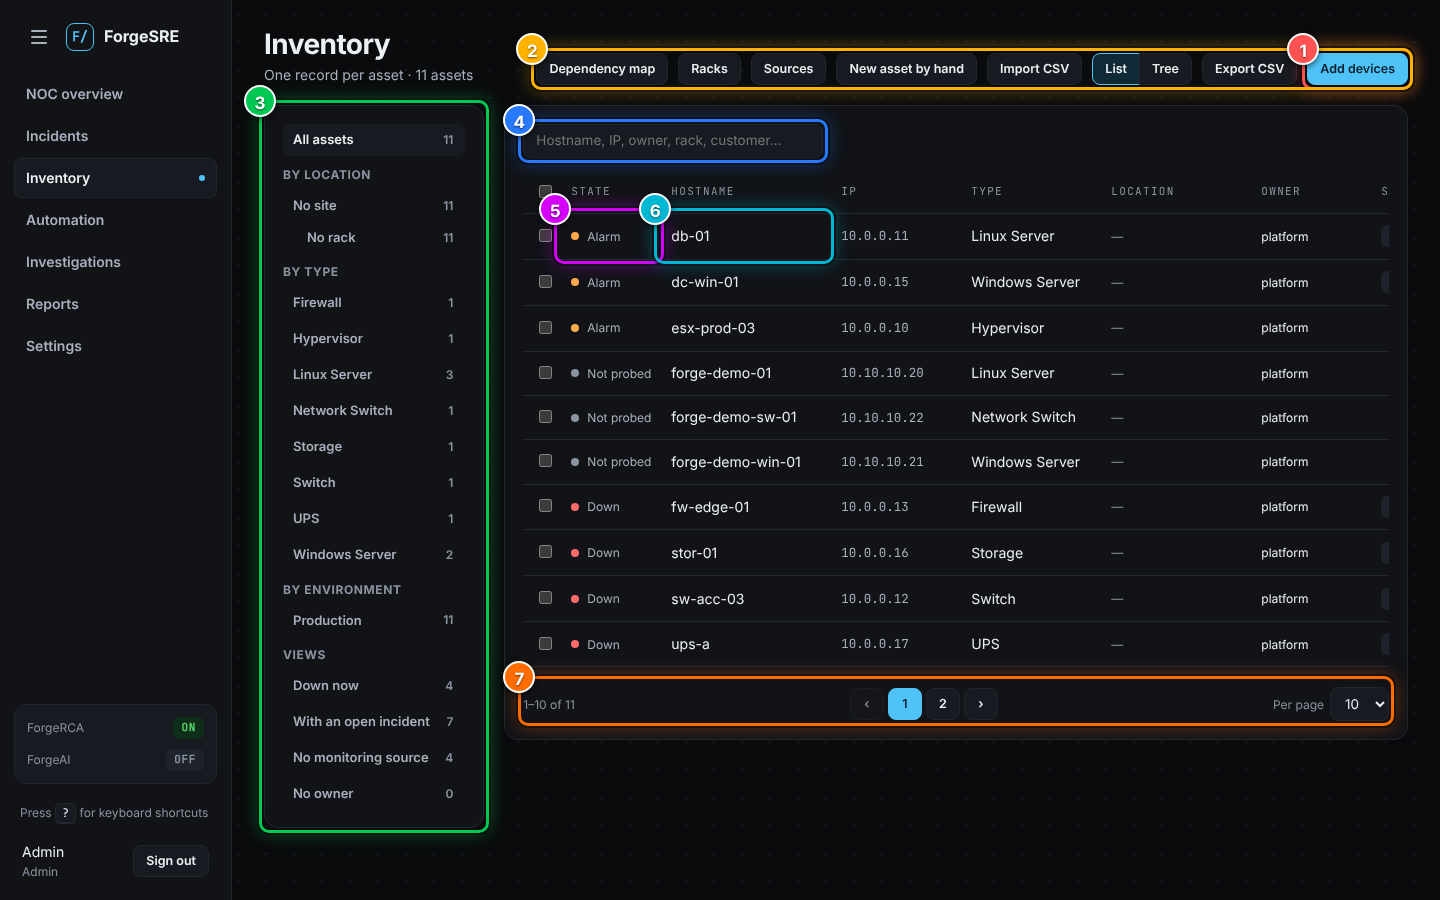 F/ ForgeSRE
NOC overview
Incidents
Inventory
Automation
Investigations
Reports
Settings
ForgeRCA ON
ForgeAI OFF
Press ? for keyboard shortcuts
Admin
Admin
Sign out
Inventory
One record per asset · 11 assets
2 1
Dependency map Racks Sources New asset by hand Import CSV List Tree Export CSV Add devices
3
All assets 11
BY LOCATION
No site 11
No rack 11
BY TYPE
Firewall 1
Hypervisor 1
Linux Server 3
Network Switch 1
Storage 1
Switch 1
UPS 1
Windows Server 2
BY ENVIRONMENT
Production 11
VIEWS
Down now 4
With an open incident 7
No monitoring source 4
No owner 0
4
Hostname, IP, owner, rack, customer...
STATE HOSTNAME IP TYPE LOCATION OWNER S
5 6
Alarm db-01 10.0.0.11 Linux Server — platform
Alarm dc-win-01 10.0.0.15 Windows Server — platform
Alarm esx-prod-03 10.0.0.10 Hypervisor — platform
Not probed forge-demo-01 10.10.10.20 Linux Server — platform
Not probed forge-demo-sw-01 10.10.10.22 Network Switch — platform
Not probed forge-demo-win-01 10.10.10.21 Windows Server — platform
Down fw-edge-01 10.0.0.13 Firewall — platform
Down stor-01 10.0.0.16 Storage — platform
Down sw-acc-03 10.0.0.12 Switch — platform
Down ups-a 10.0.0.17 UPS — platform
7
1–10 of 11 ‹ 1 2 › Per page 10